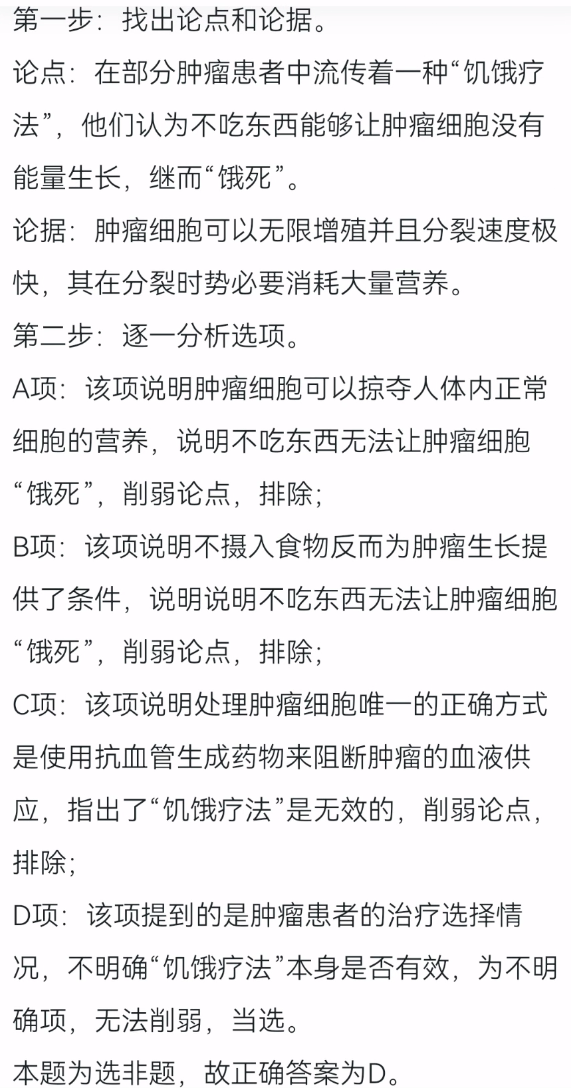 第一步：找出论点和论据。
论点：在部分肿瘤患者中流传着一种“饥饿疗
法”，他们认为不吃东西能够让肿瘤细胞没有
能量生长，继而“饿死”。
论据：肿瘤细胞可以无限增殖并且分裂速度极
快，其在分裂时势必要消耗大量营养。
第二步：逐一分析选项。
A项：该项说明肿瘤细胞可以掠夺人体内正常
细胞的营养，说明不吃东西无法让肿瘤细胞
“饿死”，削弱论点，排除；
B项：该项说明不摄入食物反而为肿瘤生长提
供了条件，说明说明不吃东西无法让肿瘤细胞
“饿死”，削弱论点，排除；
C项：该项说明处理肿瘤细胞唯一的正确方式
是使用抗血管生成药物来阻断肿瘤的血液供
应，指出了“饥饿疗法”是无效的，削弱论点，
排除；
D项：该项提到的是肿瘤患者的治疗选择情
况，不明确“饥饿疗法”本身是否有效，为不明
确项，无法削弱，当选。
本题为选非题，故正确答案为D。